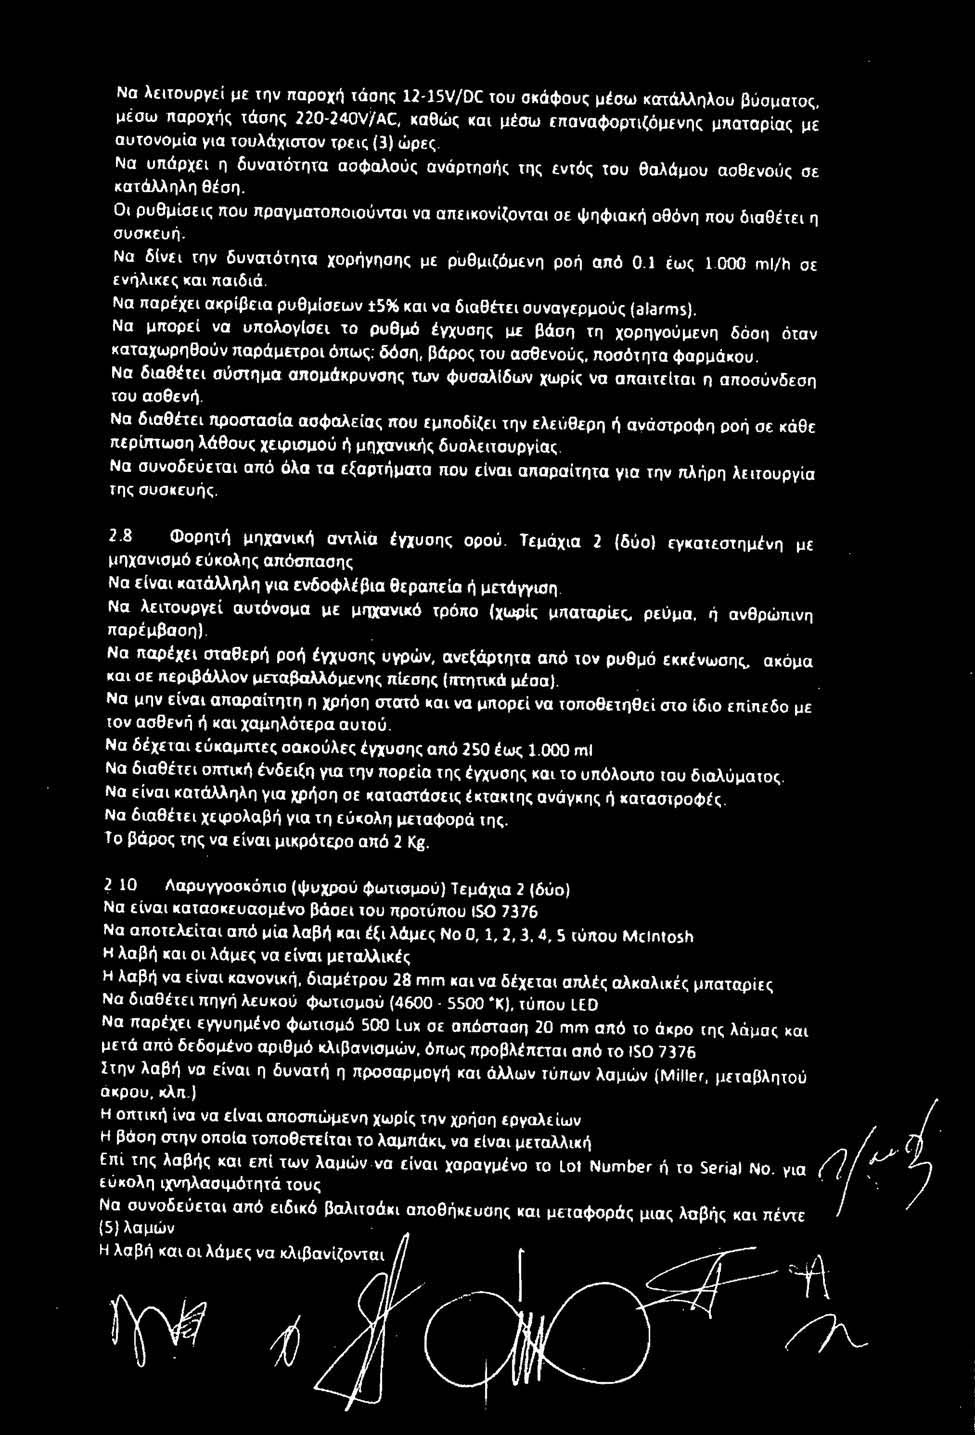 Να λειτουργεί με την παροχή τάσης 12-15V/DC του σκάφους μέσω κατάλληλου βύσματος,
μέσω παροχής τάσης 220-240V/AC, καθώς και μέσω επαναφορτιζόμενης μπαταρίας με
αυτονομία για τουλάχιστον τρεις (3) ώρες.
Να υπάρχει η δυνατότητα ασφαλούς ανάρτησής της εντός του θαλάμου ασθενούς σε
κατάλληλη θέση.
Οι ρυθμίσεις που πραγματοποιούνται να απεικονίζονται σε ψηφιακή οθόνη που διαθέτει η
συσκευή.
Να δίνει την δυνατότητα χορήγησης με ρυθμιζόμενη ροή από 0.1 έως 1.000 ml/h σε
ενήλικες και παιδιά.
Να παρέχει ακρίβεια ρυθμίσεων ±5% και να διαθέτει συναγερμούς (alarms).
Να μπορεί να υπολογίσει το ρυθμό έγχυσης με βάση τη χορηγούμενη δόση όταν
καταχωρηθούν παράμετροι όπως: δόση, βάρος του ασθενούς, ποσότητα φαρμάκου.
Να διαθέτει σύστημα απομάκρυνσης των φυσαλίδων χωρίς να απαιτείται η αποσύνδεση
του ασθενή.
Να διαθέτει προστασία ασφαλείας που εμποδίζει την ελεύθερη ή ανάστροφη ροή σε κάθε
περίπτωση λάθους χειρισμού ή μηχανικής δυσλειτουργίας.
Να συνοδεύεται από όλα τα εξαρτήματα που είναι απαραίτητα για την πλήρη λειτουργία
της συσκευής.
2.8 Φορητή μηχανική αντλία έγχυσης ορού. Τεμάχια 2 (δύο) εγκατεστημένη με
μηχανισμό εύκολης απόσπασης
Να είναι κατάλληλη για ενδοφλέβια θεραπεία ή μετάγγιση.
Να λειτουργεί αυτόνομα με μηχανικό τρόπο (χωρίς μπαταρίες, ρεύμα, ή ανθρώπινη
παρέμβαση).
Να παρέχει σταθερή ροή έγχυσης υγρών, ανεξάρτητα από τον ρυθμό εκκένωσης, ακόμα
και σε περιβάλλον μεταβαλλόμενης πίεσης (πτητικά μέσα).
Να μην είναι απαραίτητη η χρήση στατό και να μπορεί να τοποθετηθεί στο ίδιο επίπεδο με
τον ασθενή ή και χαμηλότερα αυτού.
Να δέχεται εύκαμπτες σακούλες έγχυσης από 250 έως 1.000 ml
Να διαθέτει οπτική ένδειξη για την πορεία της έγχυσης και το υπόλοιπο του διαλύματος.
Να είναι κατάλληλη για χρήση σε καταστάσεις έκτακτης ανάγκης ή καταστροφές.
Να διαθέτει χειρολαβή για τη εύκολη μεταφορά της.
Το βάρος της να είναι μικρότερο από 2 Kg.
2 10 Λαρυγγοσκόπιο (ψυχρού φωτισμού) Τεμάχια 2 (δύο)
Να είναι κατασκευασμένο βάσει του προτύπου ISO 7376
Να αποτελείται από μία λαβή και έξι λάμες Νο 0, 1, 2, 3, 4, 5 τύπου McIntosh
Η λαβή και οι λάμες να είναι μεταλλικές
Η λαβή να είναι κανονική, διαμέτρου 28 mm και να δέχεται απλές αλκαλικές μπαταρίες
Να διαθέτει πηγή λευκού φωτισμού (4600 - 5500 °K), τύπου LED
Να παρέχει εγγυημένο φωτισμό 500 Lux σε απόσταση 20 mm από το άκρο της λάμας και
μετά από δεδομένο αριθμό κλιβανισμών, όπως προβλέπεται από το ISO 7376
Στην λαβή να είναι η δυνατή η προσαρμογή και άλλων τύπων λαμών (Miller, μεταβλητού
άκρου, κλπ.)
Η οπτική ίνα να είναι αποσπώμενη χωρίς την χρήση εργαλείων
Η βάση στην οποία τοποθετείται το λαμπάκι, να είναι μεταλλική
Επί της λαβής και επί των λαμών να είναι χαραγμένο το Lot Number ή το Serial No. για
εύκολη ιχνηλασιμότητά τους
Να συνοδεύεται από ειδικό βαλιτσάκι αποθήκευσης και μεταφοράς μιας λαβής και πέντε
(5) λαμών
Η λαβή και οι λάμες να κλιβανίζονται